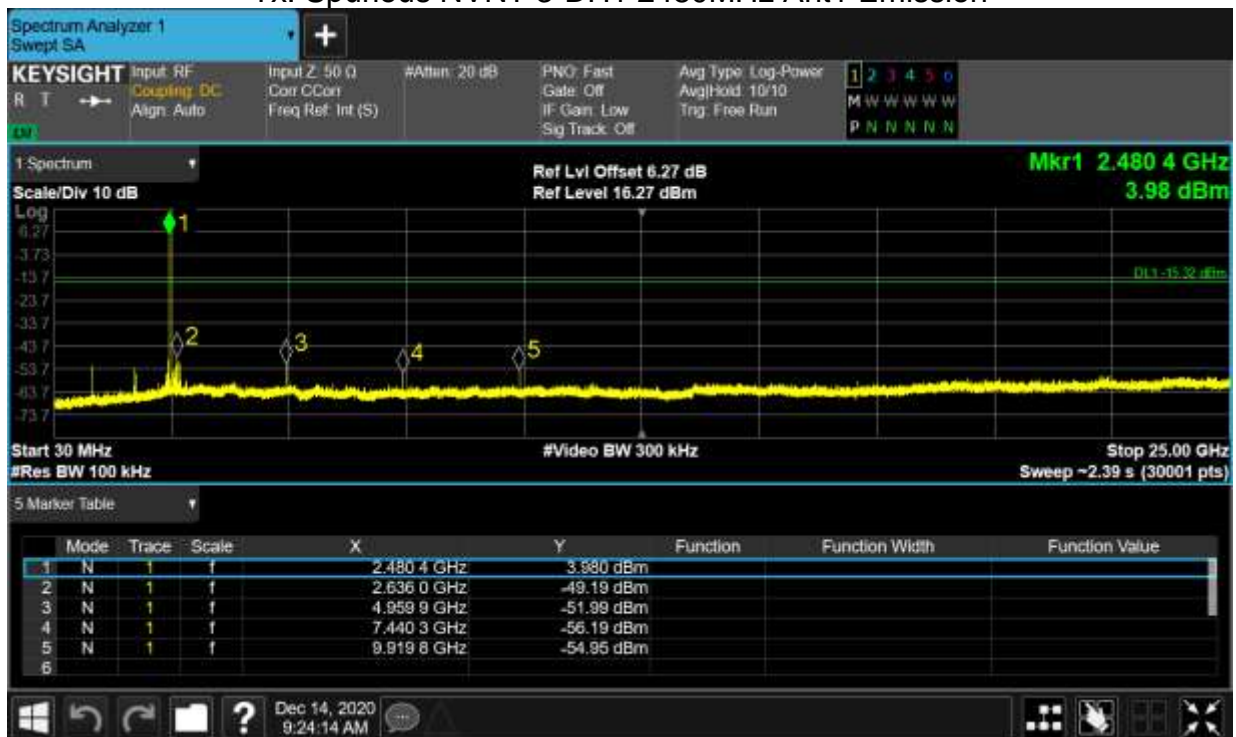 Spectrum Analyzer 1
Swept SA
+
KEYSIGHT
R T
Input: RF
Coupling: DC
Align: Auto
Input Z: 50 Ω
Corr CCorr
Freq Ref: Int (S)
#Atten: 20 dB
PNO: Fast
Gate: Off
IF Gain: Low
Sig Track: Off
Avg Type: Log-Power
Avg|Hold: 10/10
Trig: Free Run
1 2 3 4 5 6
M W W W W W
P N N N N N
1 Spectrum
Scale/Div 10 dB
Ref Lvl Offset 6.27 dB
Ref Level 16.27 dBm
Mkr1 2.480 4 GHz
3.98 dBm
Log
6.27
-3.73
-13.7
-23.7
-33.7
-43.7
-53.7
-63.7
-73.7
1
2
3
4
5
DL1 -15.32 dBm
Start 30 MHz
#Video BW 300 kHz
Stop 25.00 GHz
#Res BW 100 kHz
Sweep ~2.39 s (30001 pts)
5 Marker Table
Mode Trace Scale X Y Function Function Width Function Value
1 N 1 f 2.480 4 GHz 3.980 dBm
2 N 1 f 2.636 0 GHz -49.19 dBm
3 N 1 f 4.959 9 GHz -51.99 dBm
4 N 1 f 7.440 3 GHz -56.19 dBm
5 N 1 f 9.919 8 GHz -54.95 dBm
6
?
Dec 14, 2020
9:24:14 AM